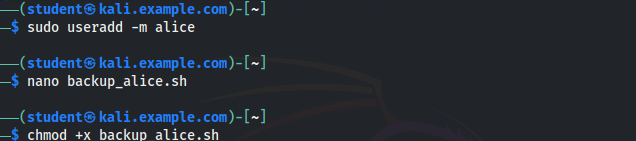 ——(student㉿kali.example.com)-[~]
—$ sudo useradd -m alice
——(student㉿kali.example.com)-[~]
—$ nano backup_alice.sh
——(student㉿kali.example.com)-[~]
—$ chmod +x backup_alice.sh